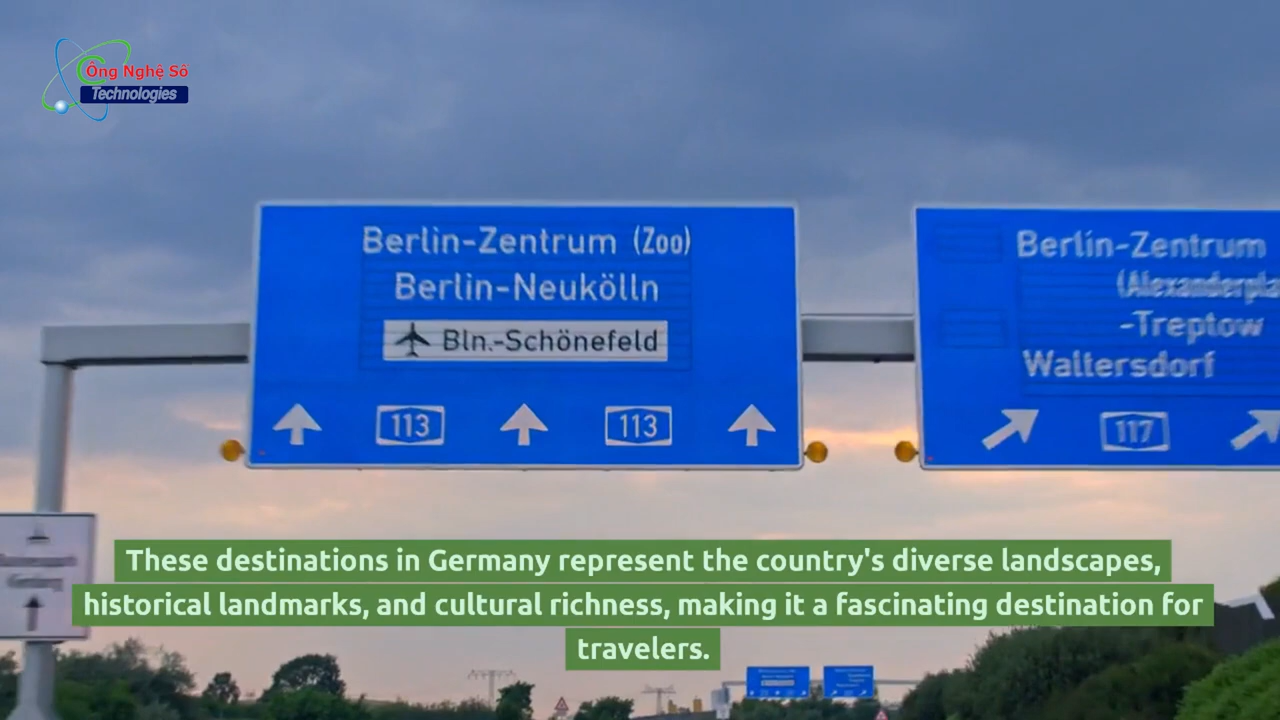 Công Nghệ Số
Technologies
Berlin-Zentrum (Zoo)
Berlin-Neukölln
Bln.-Schönefeld
113
113
Berlin-Zentrum
-Treptow
Waltersdorf
117
These destinations in Germany represent the country's diverse landscapes,
historical landmarks, and cultural richness, making it a fascinating destination for
travelers.